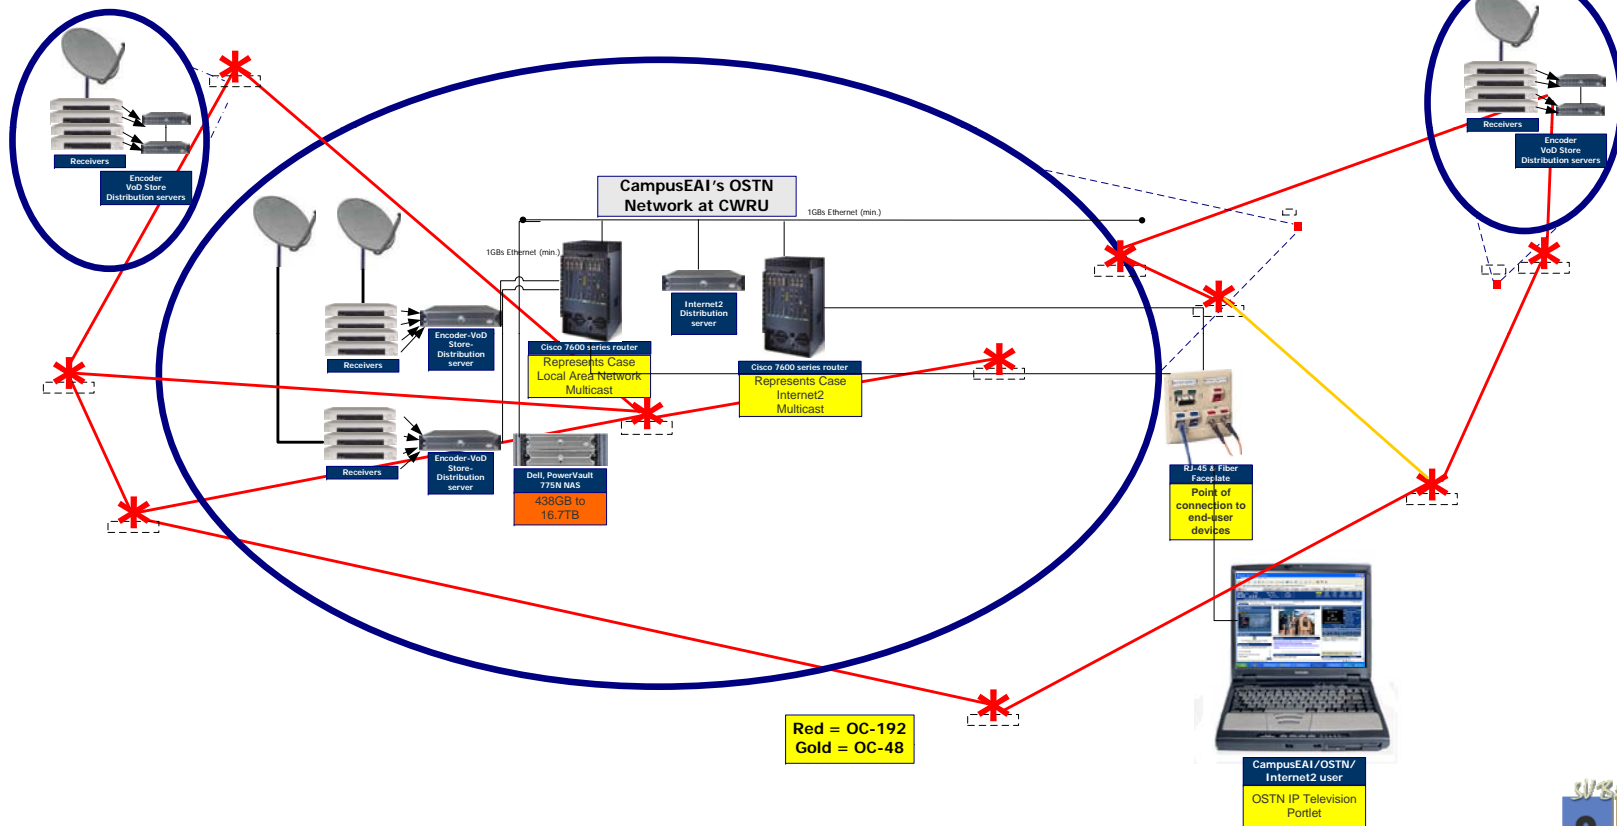 Receivers
Encoder
VoD Store
Distribution servers
Receivers
Encoder
VoD Store
Distribution servers
CampusEAI's OSTN
Network at CWRU
1GBs Ethernet (min.)
1GBs Ethernet (min.)
Internet2
Distribution
server
Receivers
Encoder-VoD
Store-
Distribution
server
Cisco 7600 series router
Represents Case
Local Area Network
Multicast
Cisco 7600 series router
Represents Case
Internet2
Multicast
Receivers
Encoder-VoD
Store-
Distribution
server
Dell, PowerVault
775N NAS
438GB to
16.7TB
RJ-45 & Fiber
Faceplate
Point of
connection to
end-user
devices
Red = OC-192
Gold = OC-48
CampusEAI/OSTN/
Internet2 user
OSTN IP Television
Portlet